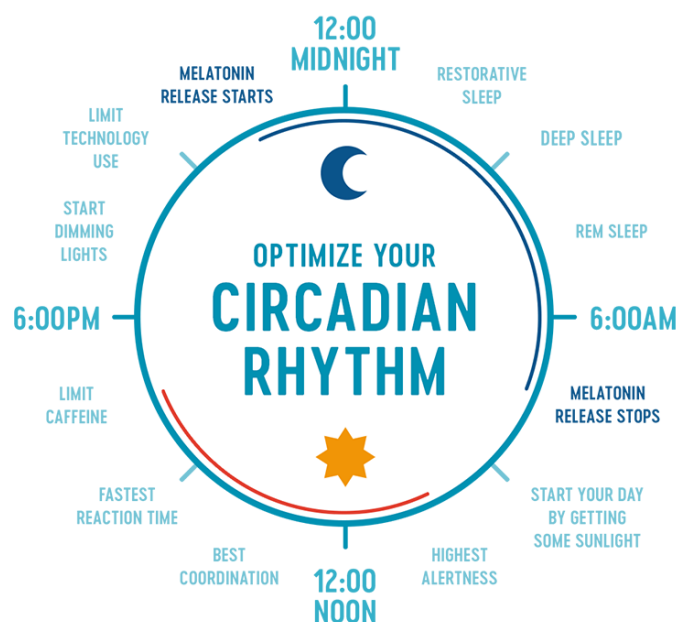 12:00
MIDNIGHT
MELATONIN
RELEASE STARTS
RESTORATIVE
SLEEP
LIMIT
TECHNOLOGY
USE
DEEP SLEEP
START
DIMMING
LIGHTS
REM SLEEP
OPTIMIZE YOUR
CIRCADIAN
RHYTHM
6:00PM
6:00AM
LIMIT
CAFFEINE
MELATONIN
RELEASE STOPS
FASTEST
REACTION TIME
START YOUR DAY
BY GETTING
SOME SUNLIGHT
BEST
COORDINATION
HIGHEST
ALERTNESS
12:00
NOON